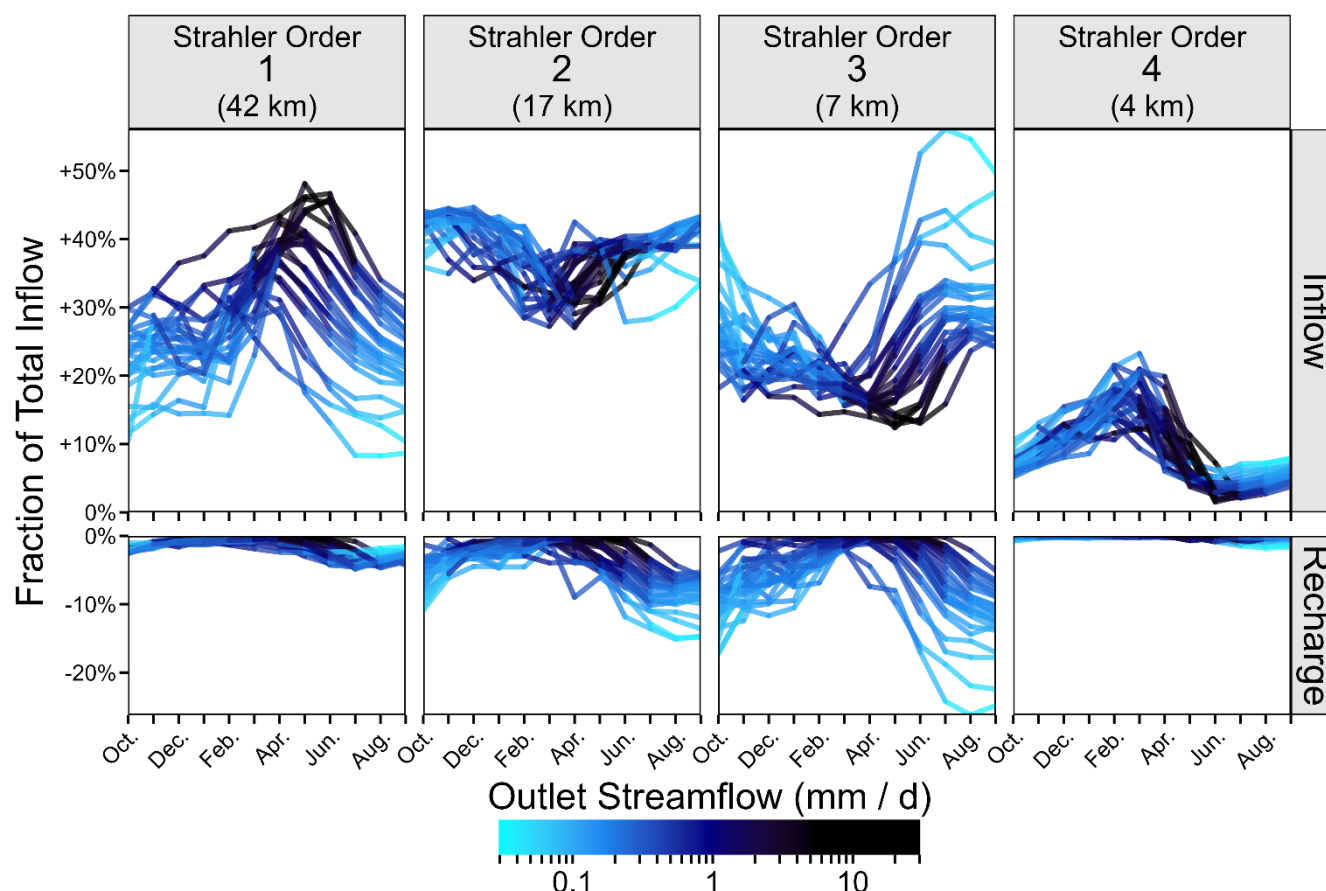 Strahler Order
1
(42 km)
Strahler Order
2
(17 km)
Strahler Order
3
(7 km)
Strahler Order
4
(4 km)
Fraction of Total Inflow
+50%
+40%
+30%
+20%
+10%
0%
Inflow
0%
-10%
-20%
Recharge
Oct. Dec. Feb. Apr. Jun. Aug.
Oct. Dec. Feb. Apr. Jun. Aug.
Oct. Dec. Feb. Apr. Jun. Aug.
Oct. Dec. Feb. Apr. Jun. Aug.
Outlet Streamflow (mm / d)
0.1 1 10